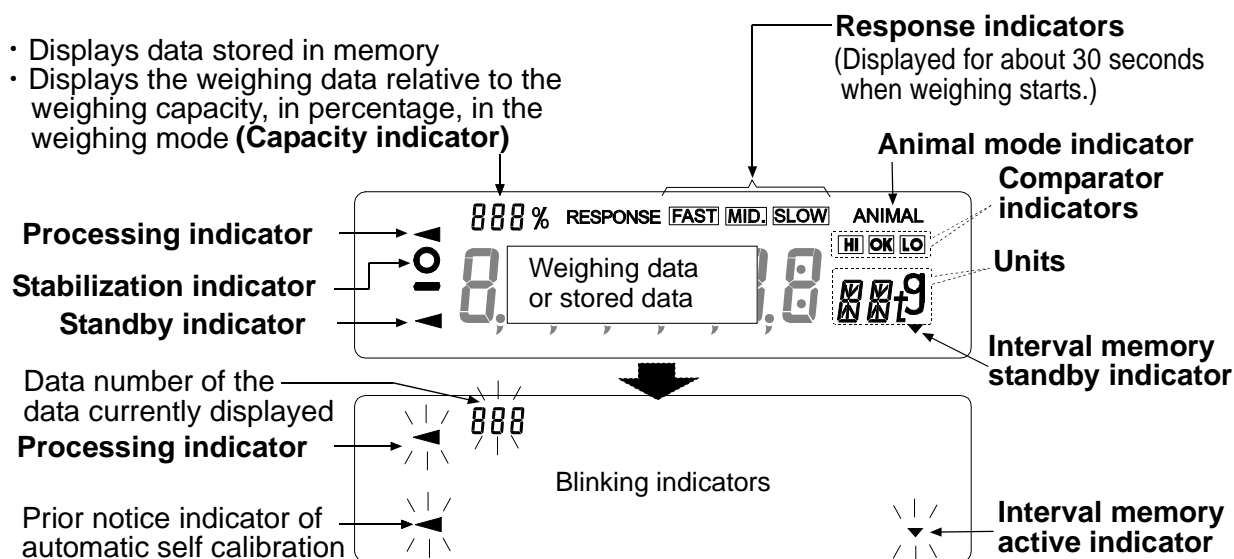 ・Displays data stored in memory
・Displays the weighing data relative to the
weighing capacity, in percentage, in the
weighing mode (Capacity indicator)
Response indicators
(Displayed for about 30 seconds
when weighing starts.)
Animal mode indicator
Comparator
indicators
888% RESPONSE FAST MID. SLOW ANIMAL
HI OK LO
Processing indicator
Stabilization indicator
Standby indicator
Weighing data
or stored data
Units
g
t
Interval memory
standby indicator
Data number of the
data currently displayed
888
Processing indicator
Blinking indicators
Prior notice indicator of
automatic self calibration
Interval memory
active indicator